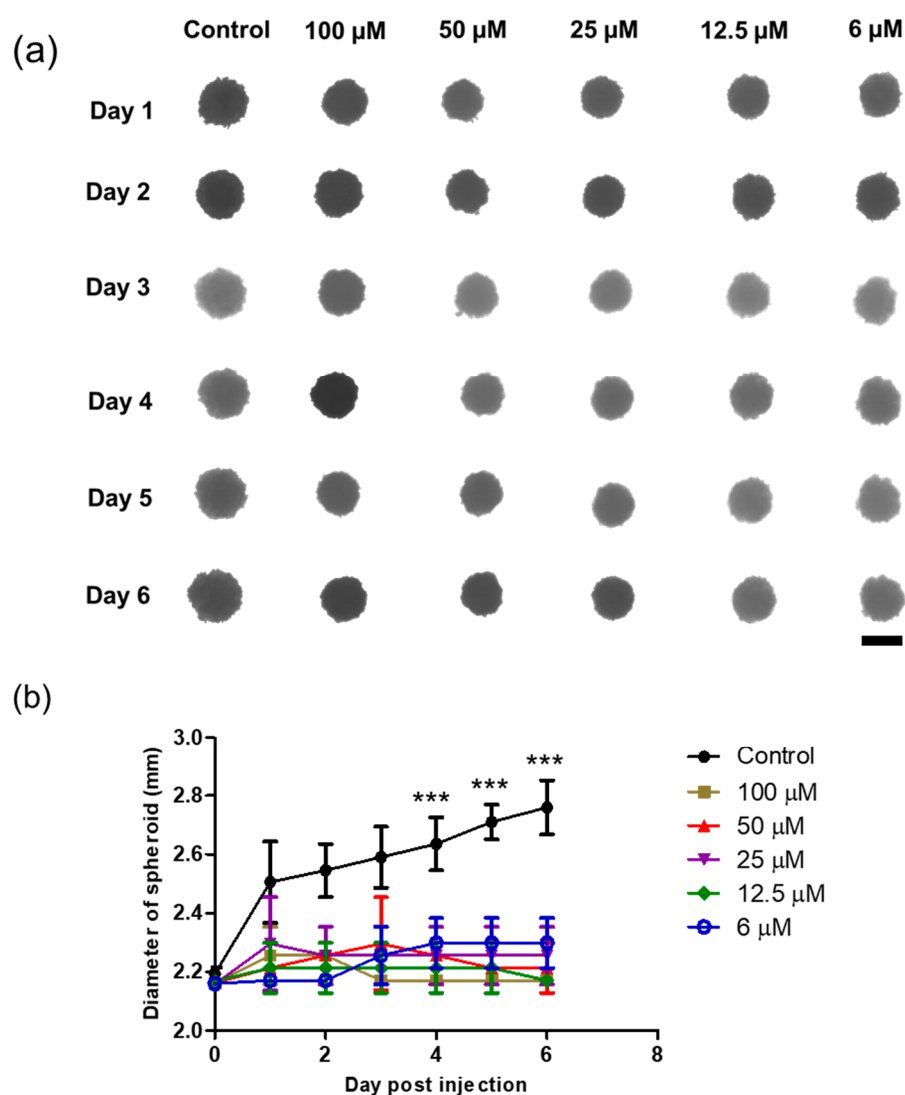 (a)
Control 100 µM 50 µM 25 µM 12.5 µM 6 µM
Day 1
Day 2
Day 3
Day 4
Day 5
Day 6
(b)
Diameter of spheroid (mm)
3.0
2.8
2.6
2.4
2.2
2.0
*** *** ***
0 2 4 6 8
Day post injection
Control
100 µM
50 µM
25 µM
12.5 µM
6 µM